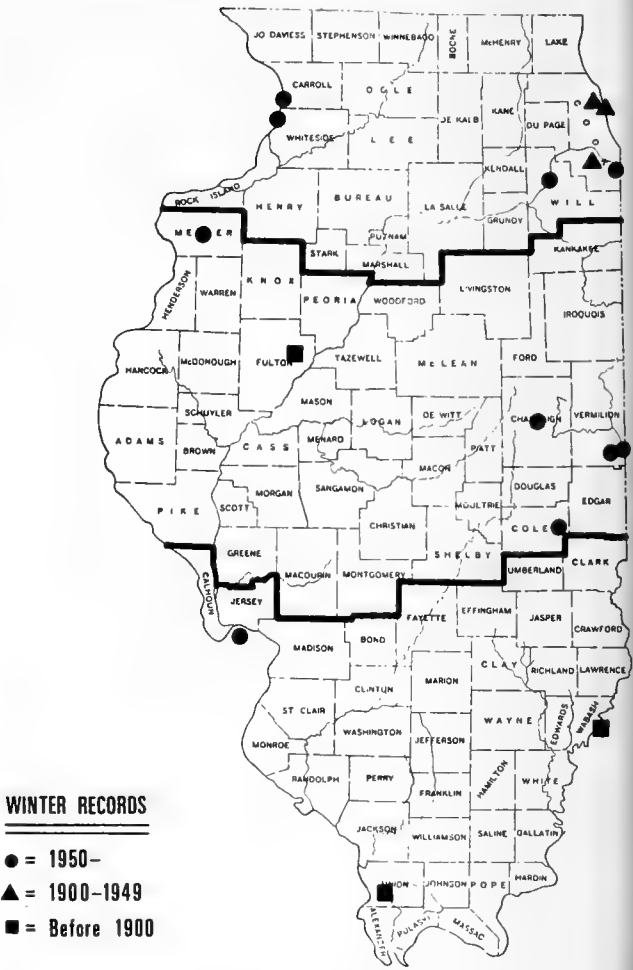 JO DAVIESS STEPHENSON WINNEBAGO BOONE McHENRY LAKE
CARROLL OGLE KANE COOK
DE KALB DU PAGE
WHITESIDE LEE
KENDALL
ROCK ISLAND HENRY BUREAU LA SALLE WILL
GRUNDY
PUTNAM
MERCER STARK KANKAKEE
MARSHALL
HENDERSON WARREN KNOX PEORIA WOODFORD LIVINGSTON
IROQUOIS
HANCOCK McDONOUGH FULTON TAZEWELL McLEAN FORD
MASON
SCHUYLER LOGAN DE WITT CHAMPAIGN VERMILION
ADAMS BROWN CASS MENARD PIATT
MACON
SANGAMON DOUGLAS
MORGAN MOULTRIE EDGAR
PIKE SCOTT CHRISTIAN COLE
GREENE SHELBY
CALHOUN MACOUPIN MONTGOMERY UMBERLAND CLARK
JERSEY FAYETTE EFFINGHAM JASPER
CRAWFORD
MADISON BOND
CLAY RICHLAND LAWRENCE
MARION
CLINTON
ST CLAIR WAYNE EDWARDS WABASH
WASHINGTON
MONROE JEFFERSON
RANDOLPH PERRY HAMILTON WHITE
FRANKLIN
WINTER RECORDS
JACKSON WILLIAMSON SALINE GALLATIN
● = 1950-
HARDIN
▲ = 1900-1949
UNION JOHNSON POPE
■ = Before 1900
ALEXANDER PULASKI MASSAC